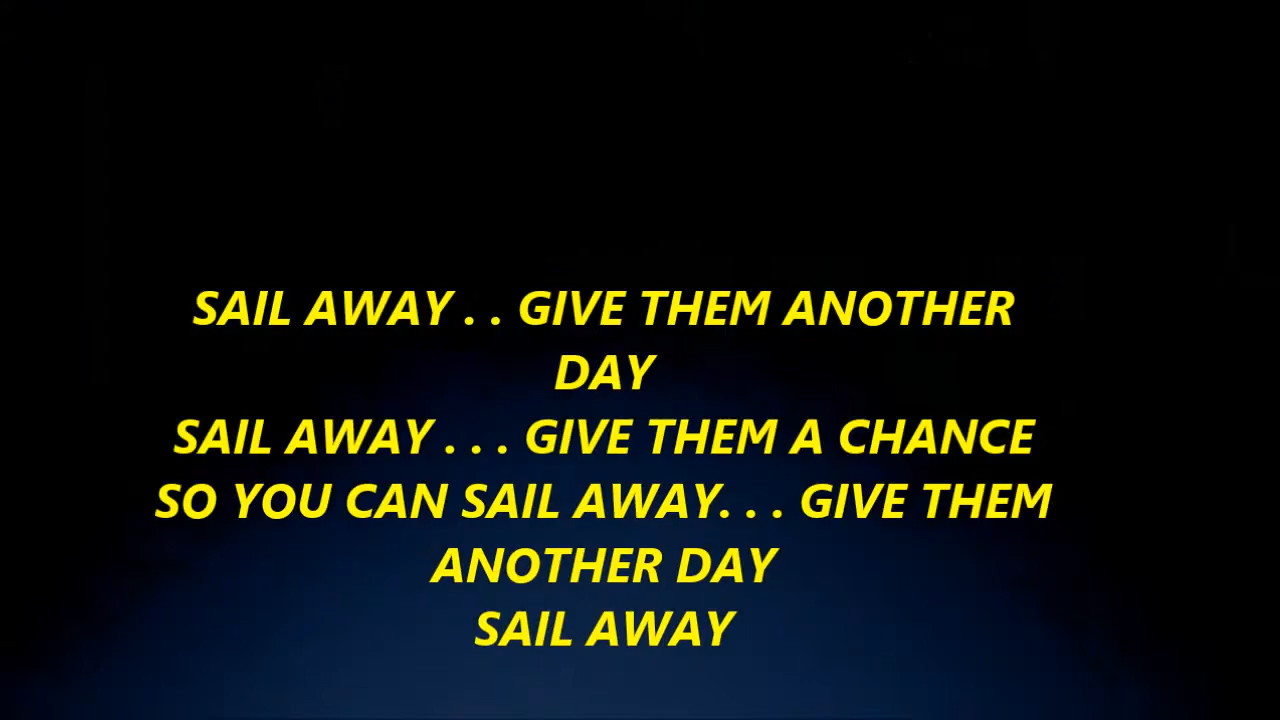 SAIL AWAY . . GIVE THEM ANOTHER
DAY
SAIL AWAY . . . GIVE THEM A CHANCE
SO YOU CAN SAIL AWAY. . . GIVE THEM
ANOTHER DAY
SAIL AWAY